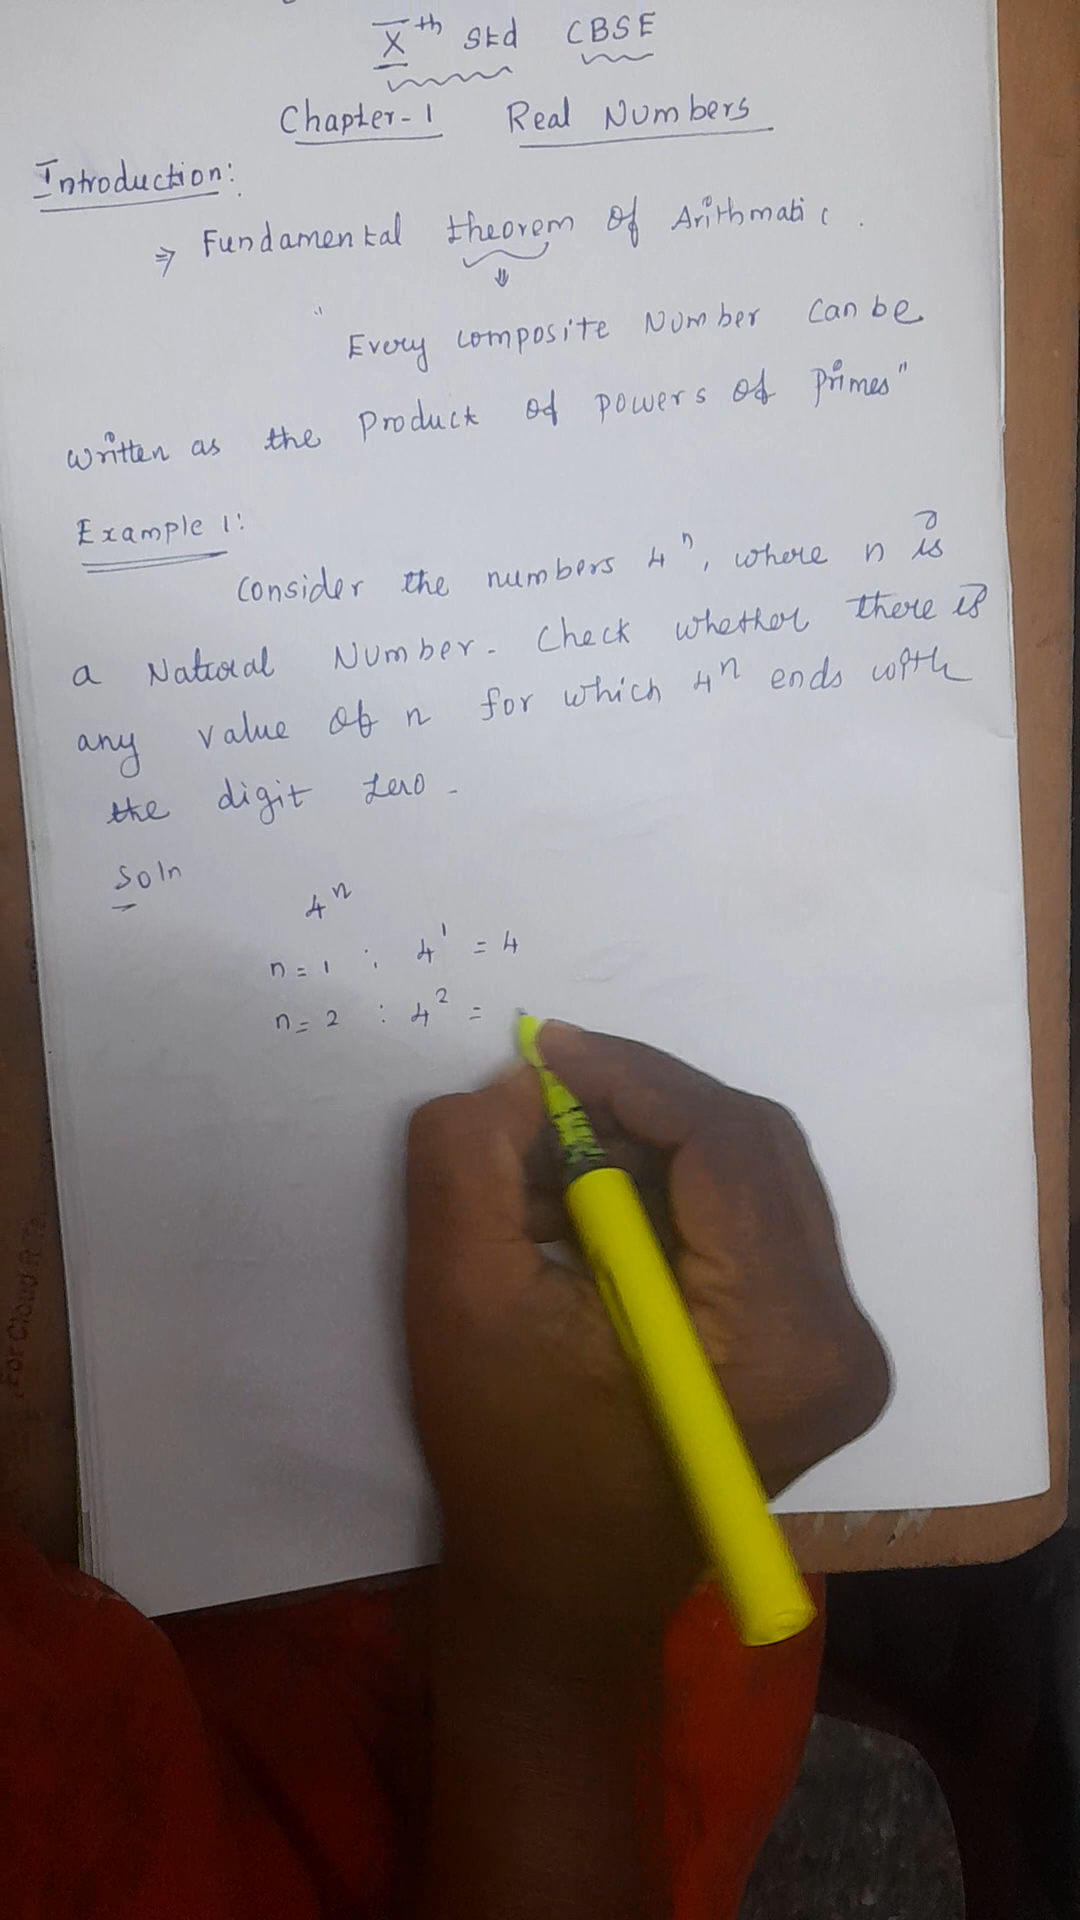 Xth Std CBSE
Chapter-1 Real Numbers
Introduction:
⇒ Fundamental theorem of Arithmatic.
⇓
" Every composite Number can be
written as the product of powers of primes"
Example 1:
Consider the numbers 4ⁿ, where n is
a Natural Number. Check whether there is
any value of n for which 4ⁿ ends with
the digit zero.
Soln
4ⁿ
n = 1 : 4¹ = 4
n = 2 : 4² =